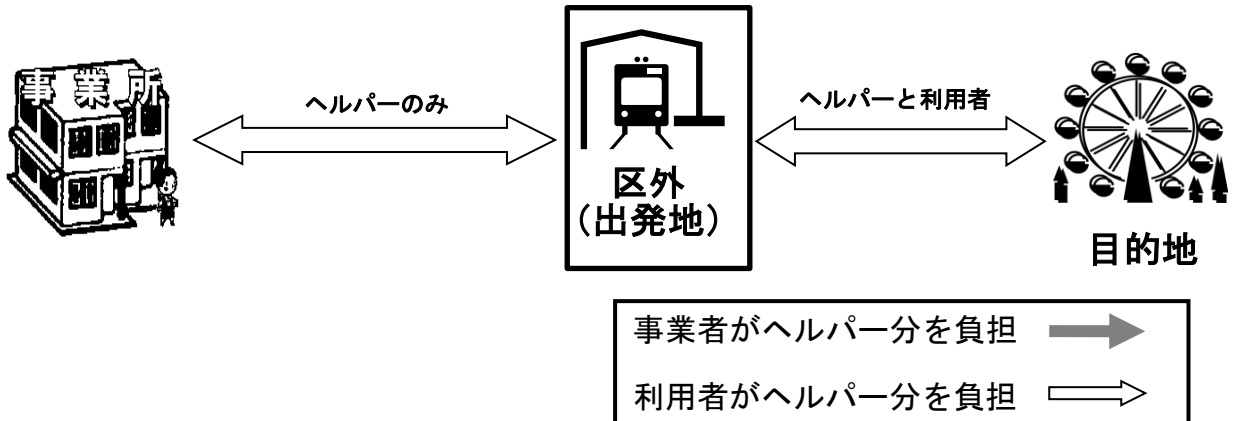 事業所
ヘルパーのみ
ヘルパーと利用者
区外
（出発地）
目的地
事業者がヘルパー分を負担
利用者がヘルパー分を負担